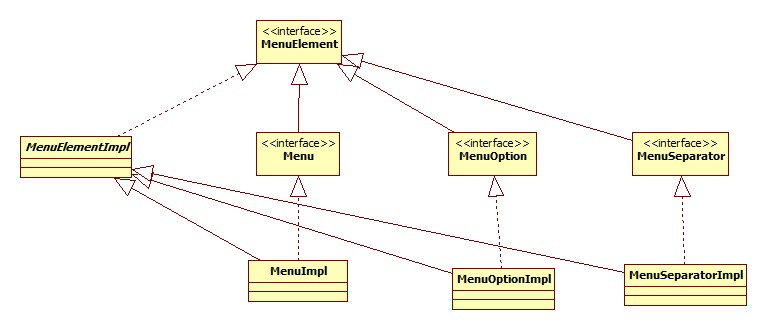 <<interface>>
MenuElement
MenuElementImpl
<<interface>>
Menu
<<interface>>
MenuOption
<<interface>>
MenuSeparator
MenuImpl
MenuOptionImpl
MenuSeparatorImpl